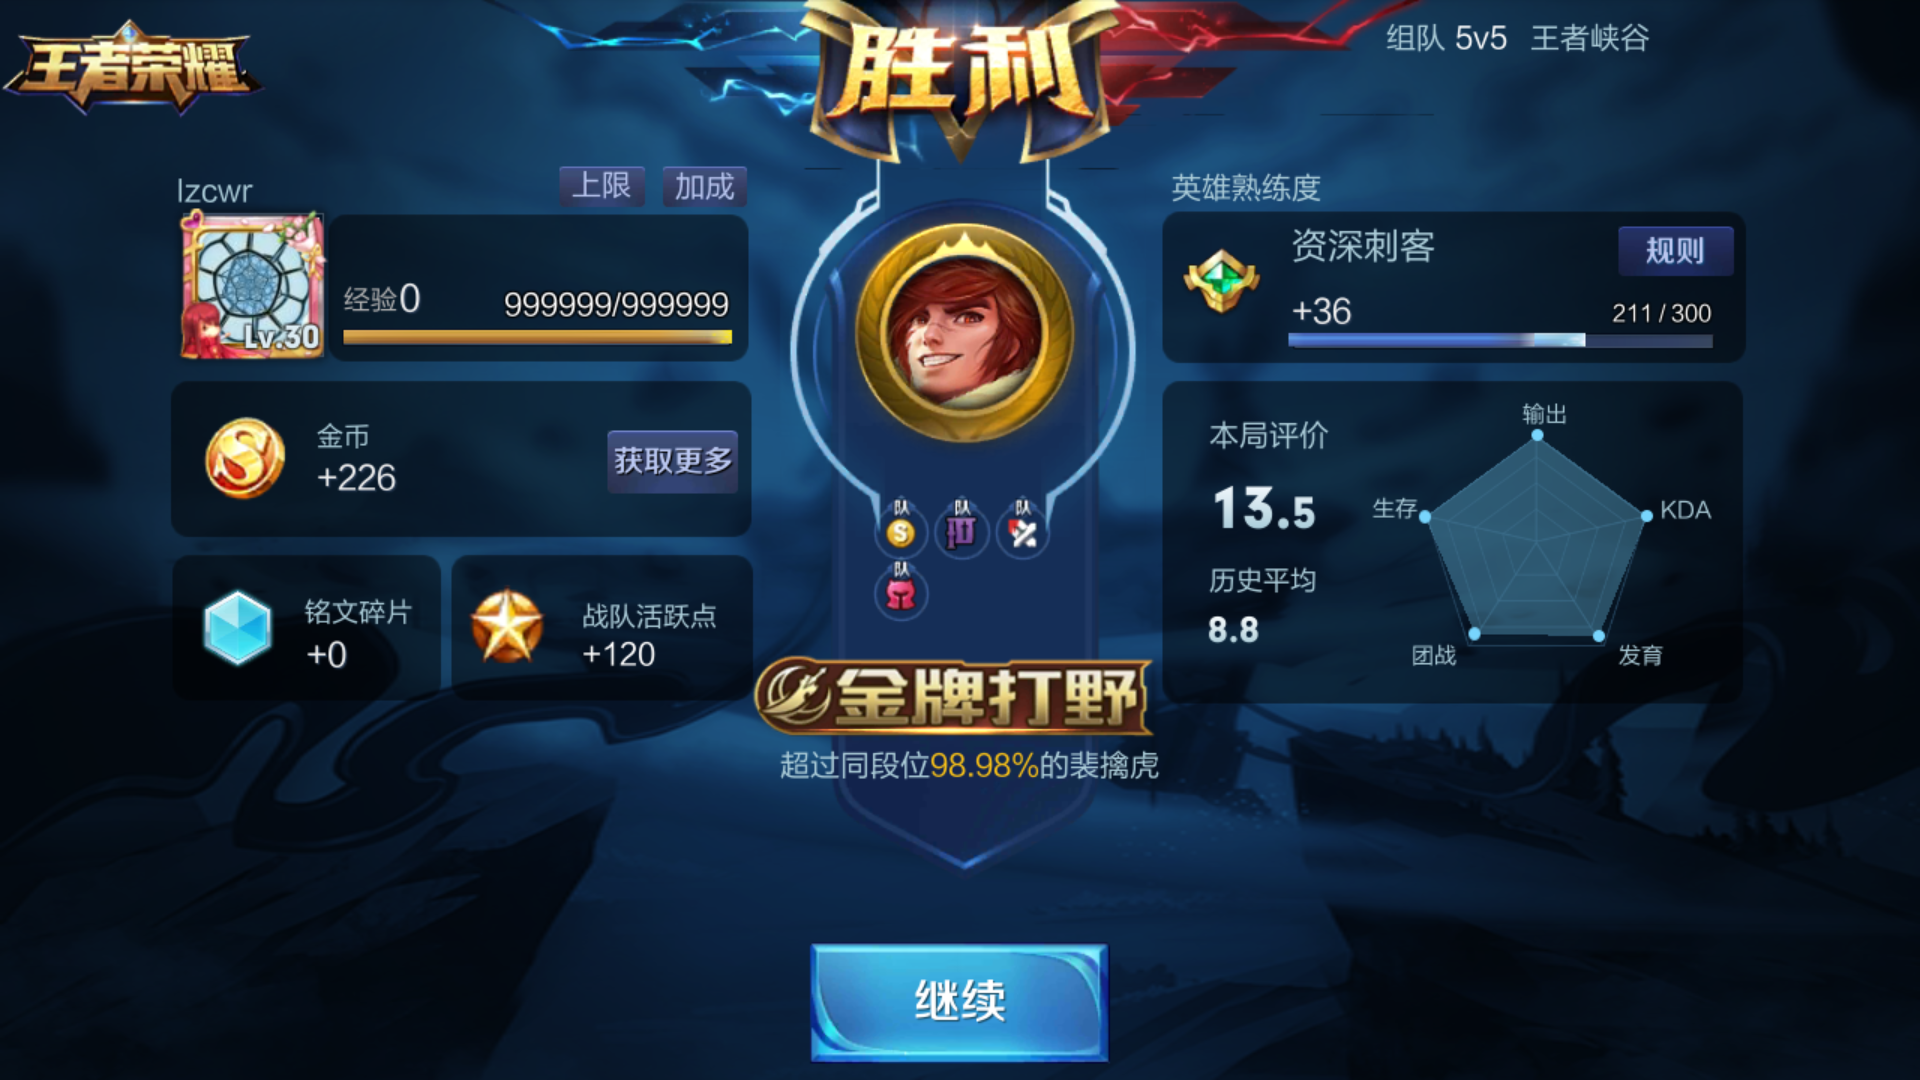 王者荣耀
胜利
组队 5v5 王者峡谷
lzcwr
上限
加成
Lv.30
经验0
999999/999999
金币
+226
获取更多
铭文碎片
+0
战队活跃点
+120
队
队
队
队
金牌打野
超过同段位98.98%的裴擒虎
英雄熟练度
资深刺客
规则
+36
211 / 300
本局评价
13.5
历史平均
8.8
输出
生存
KDA
团战
发育
继续